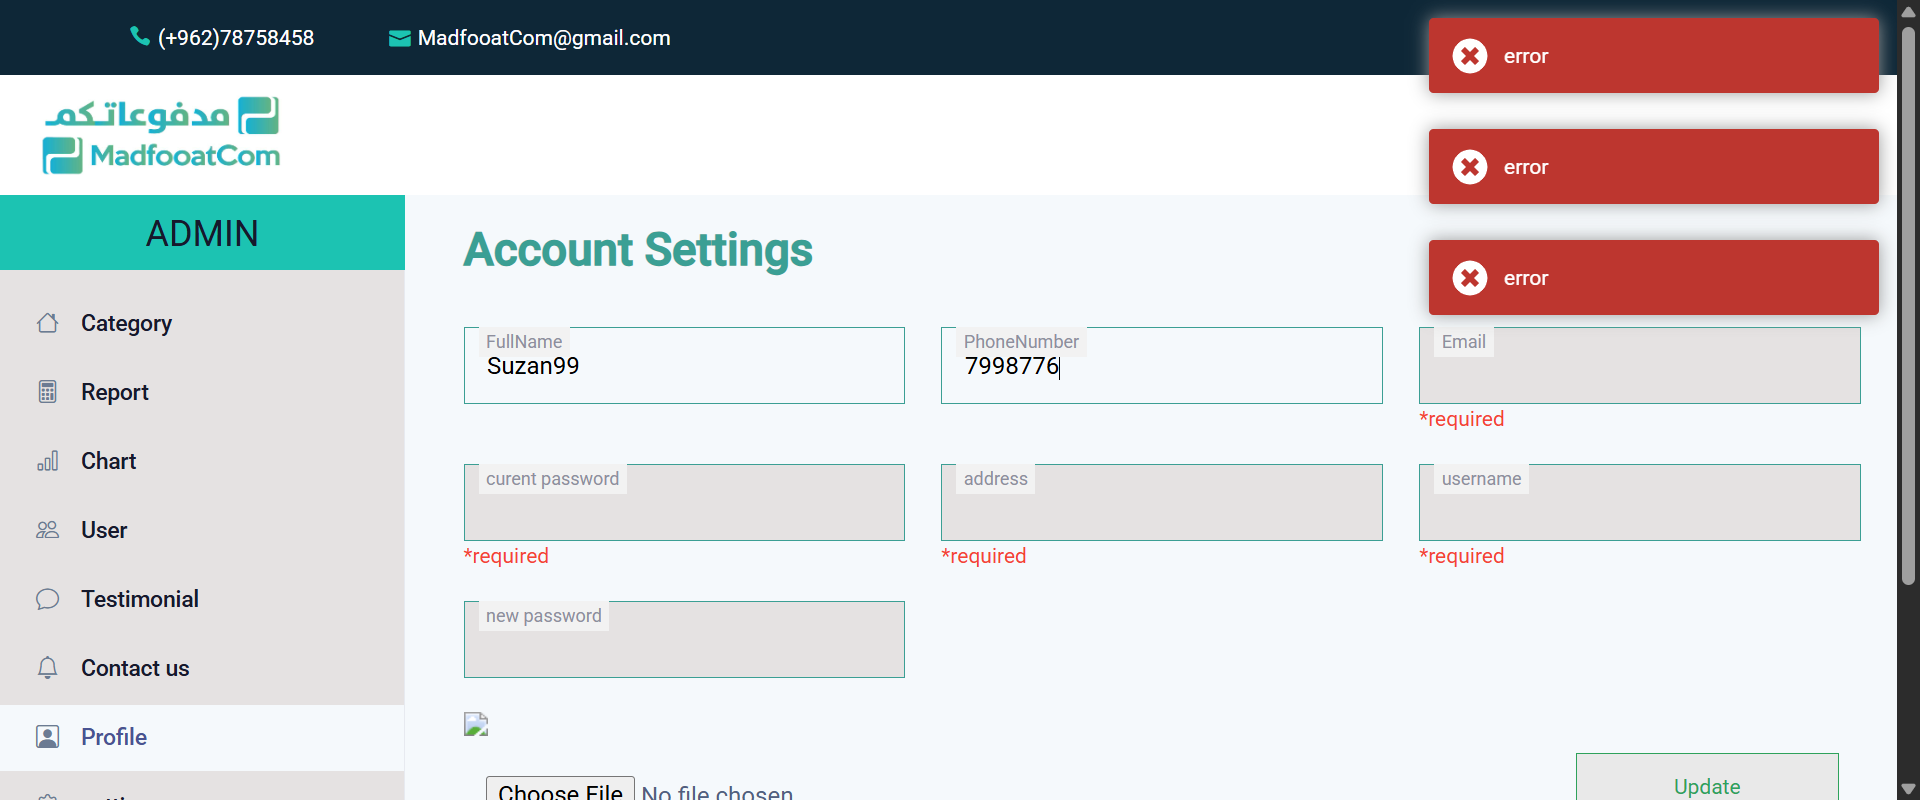 (+962)78758458
MadfooatCom@gmail.com
error
error
error
مدفوعاتكم
MadfooatCom
ADMIN
Category
Report
Chart
User
Testimonial
Contact us
Profile
Account Settings
FullName
Suzan99
PhoneNumber
7998776
Email
*required
curent password
*required
address
*required
username
*required
new password
Choose File No file chosen
Update